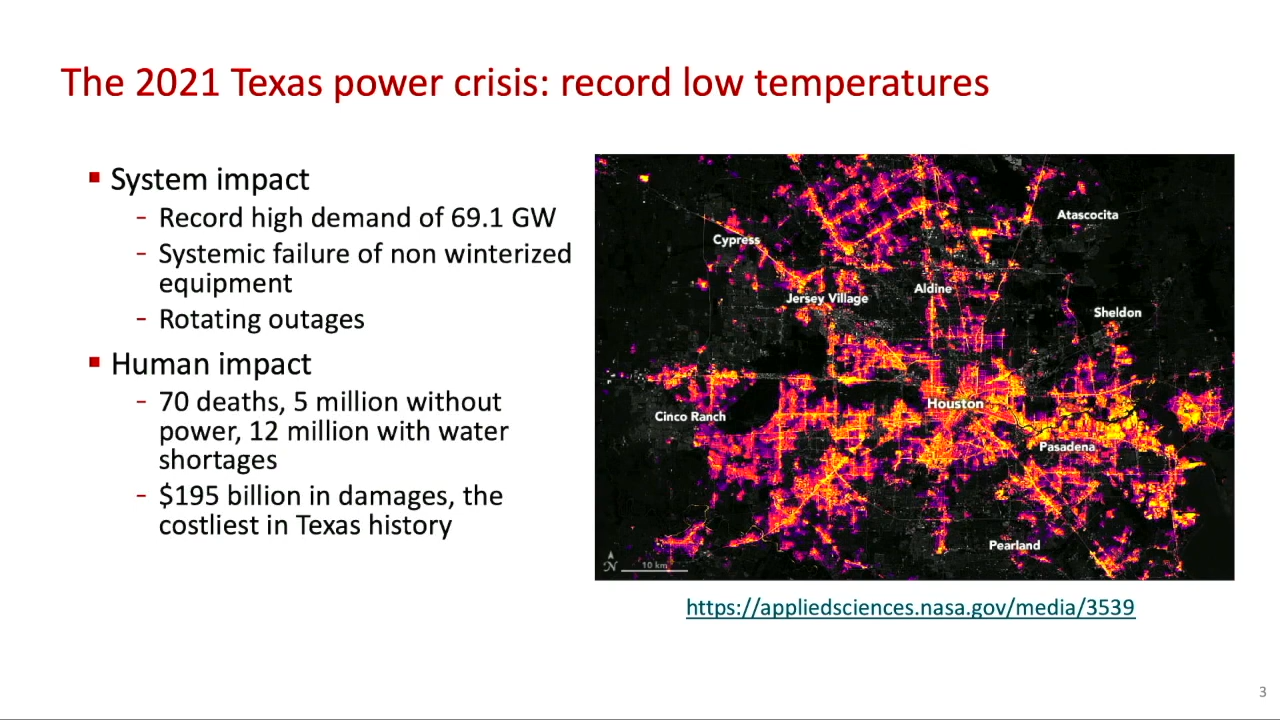 The 2021 Texas power crisis: record low temperatures
▪ System impact
- Record high demand of 69.1 GW
- Systemic failure of non winterized
equipment
- Rotating outages
▪ Human impact
- 70 deaths, 5 million without
power, 12 million with water
shortages
- $195 billion in damages, the
costliest in Texas history
Atascocita
Cypress
Aldine
Jersey Village
Sheldon
Houston
Cinco Ranch
Pasadena
Pearland
N
10 km
https://appliedsciences.nasa.gov/media/3539
3